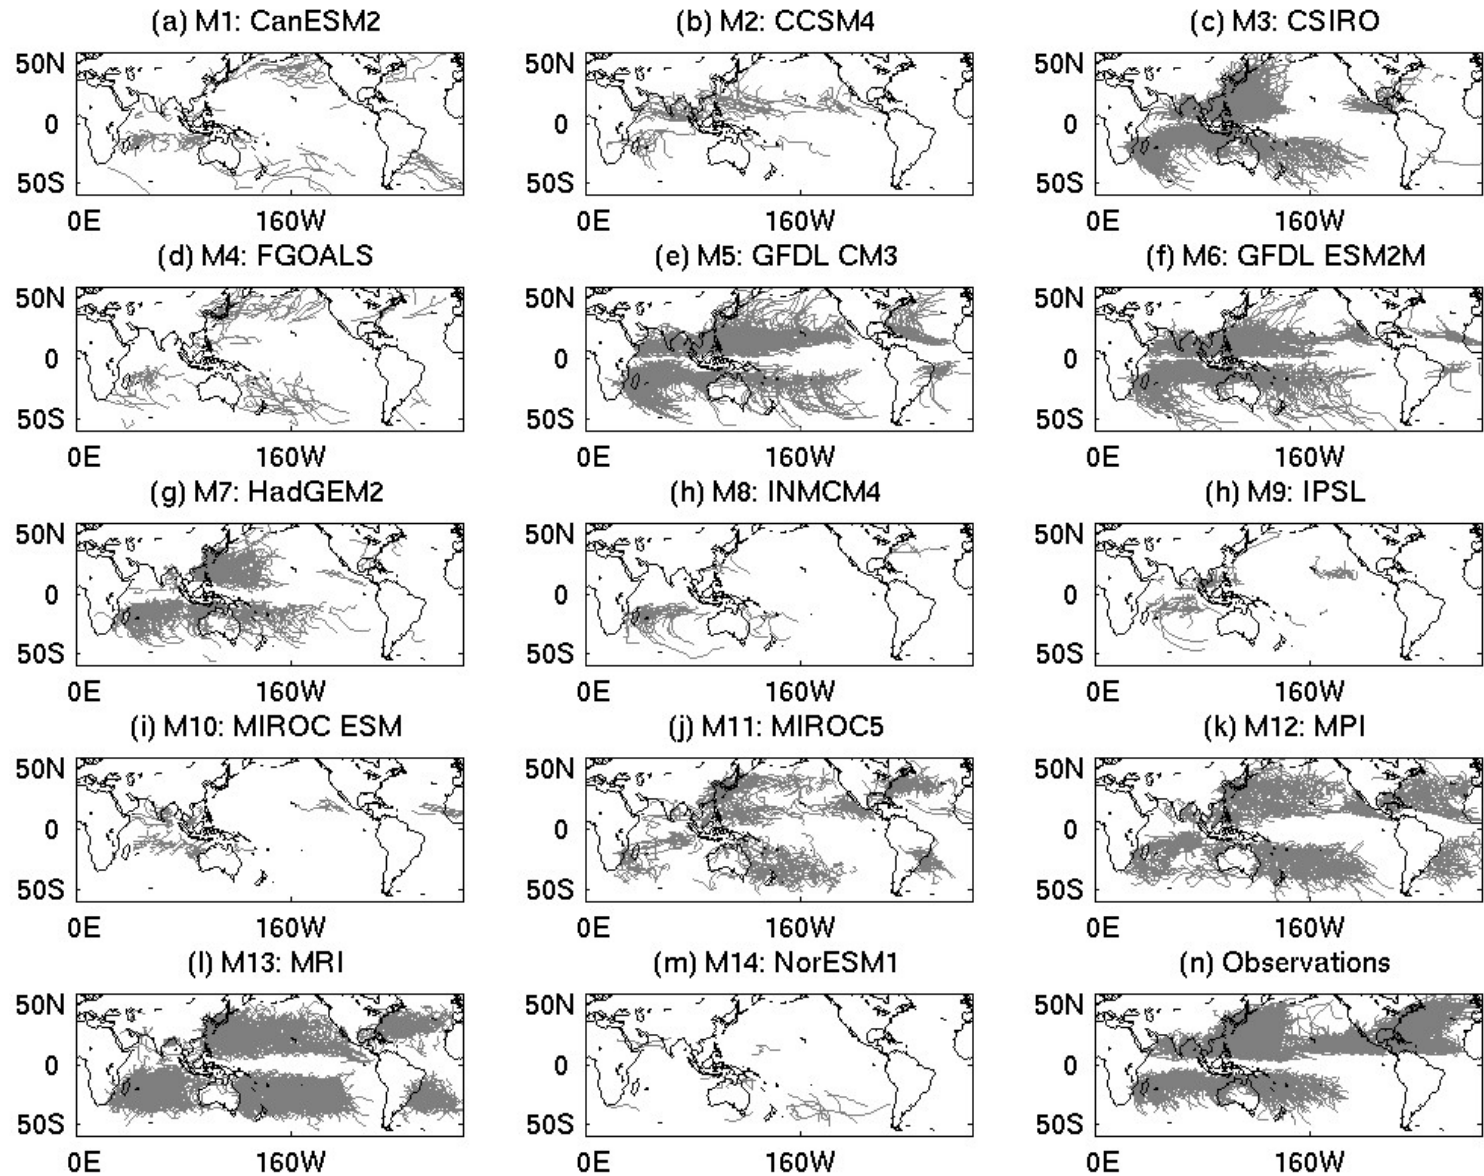 (a) M1: CanESM2 (b) M2: CCSM4 (c) M3: CSIRO
50N 50N 50N
0 0 0
50S 50S 50S
0E 160W 0E 160W 0E 160W
(d) M4: FGOALS (e) M5: GFDL CM3 (f) M6: GFDL ESM2M
50N 50N 50N
0 0 0
50S 50S 50S
0E 160W 0E 160W 0E 160W
(g) M7: HadGEM2 (h) M8: INMCM4 (h) M9: IPSL
50N 50N 50N
0 0 0
50S 50S 50S
0E 160W 0E 160W 0E 160W
(i) M10: MIROC ESM (j) M11: MIROC5 (k) M12: MPI
50N 50N 50N
0 0 0
50S 50S 50S
0E 160W 0E 160W 0E 160W
(l) M13: MRI (m) M14: NorESM1 (n) Observations
50N 50N 50N
0 0 0
50S 50S 50S
0E 160W 0E 160W 0E 160W